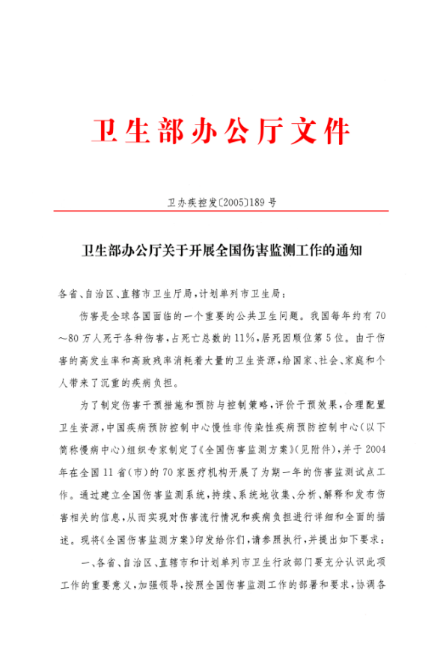 卫生部办公厅文件
卫办疾控发〔2005〕189 号
卫生部办公厅关于开展全国伤害监测工作的通知
各省、自治区、直辖市卫生厅局,计划单列市卫生局:
伤害是全球各国面临的一个重要的公共卫生问题。我国每年约有 70
～80 万人死于各种伤害,占死亡总数的 11%,居死因顺位第 5 位。由于伤
害的高发生率和高致残率消耗着大量的卫生资源,给国家、社会、家庭和个
人带来了沉重的疾病负担。
为了制定伤害干预措施和预防与控制策略,评价干预效果,合理配置
卫生资源,中国疾病预防控制中心慢性非传染性疾病预防控制中心(以下
简称慢病中心)组织专家制定了《全国伤害监测方案》(见附件),并于 2004
年在全国 11 省(市)的 70 家医疗机构开展了为期一年的伤害监测试点工
作。通过建立全国伤害监测系统,持续、系统地收集、分析、解释和发布伤
害相关的信息,从而实现对伤害流行情况和疾病负担进行详细和全面的描
述。现将《全国伤害监测方案》印发给你们,请参照执行,并提出如下要求:
一、各省、自治区、直辖市和计划单列市卫生行政部门要充分认识此项
工作的重要意义,加强领导,按照全国伤害监测工作的部署和要求,协调各